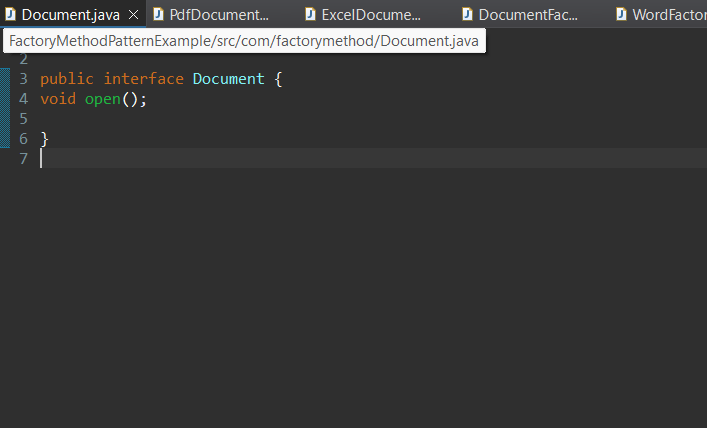 Document.java
PdfDocument...
ExcelDocume...
DocumentFac...
WordFactor
FactoryMethodPatternExample/src/com/factorymethod/Document.java
2
3 public interface Document {
4 void open();
5
6 }
7